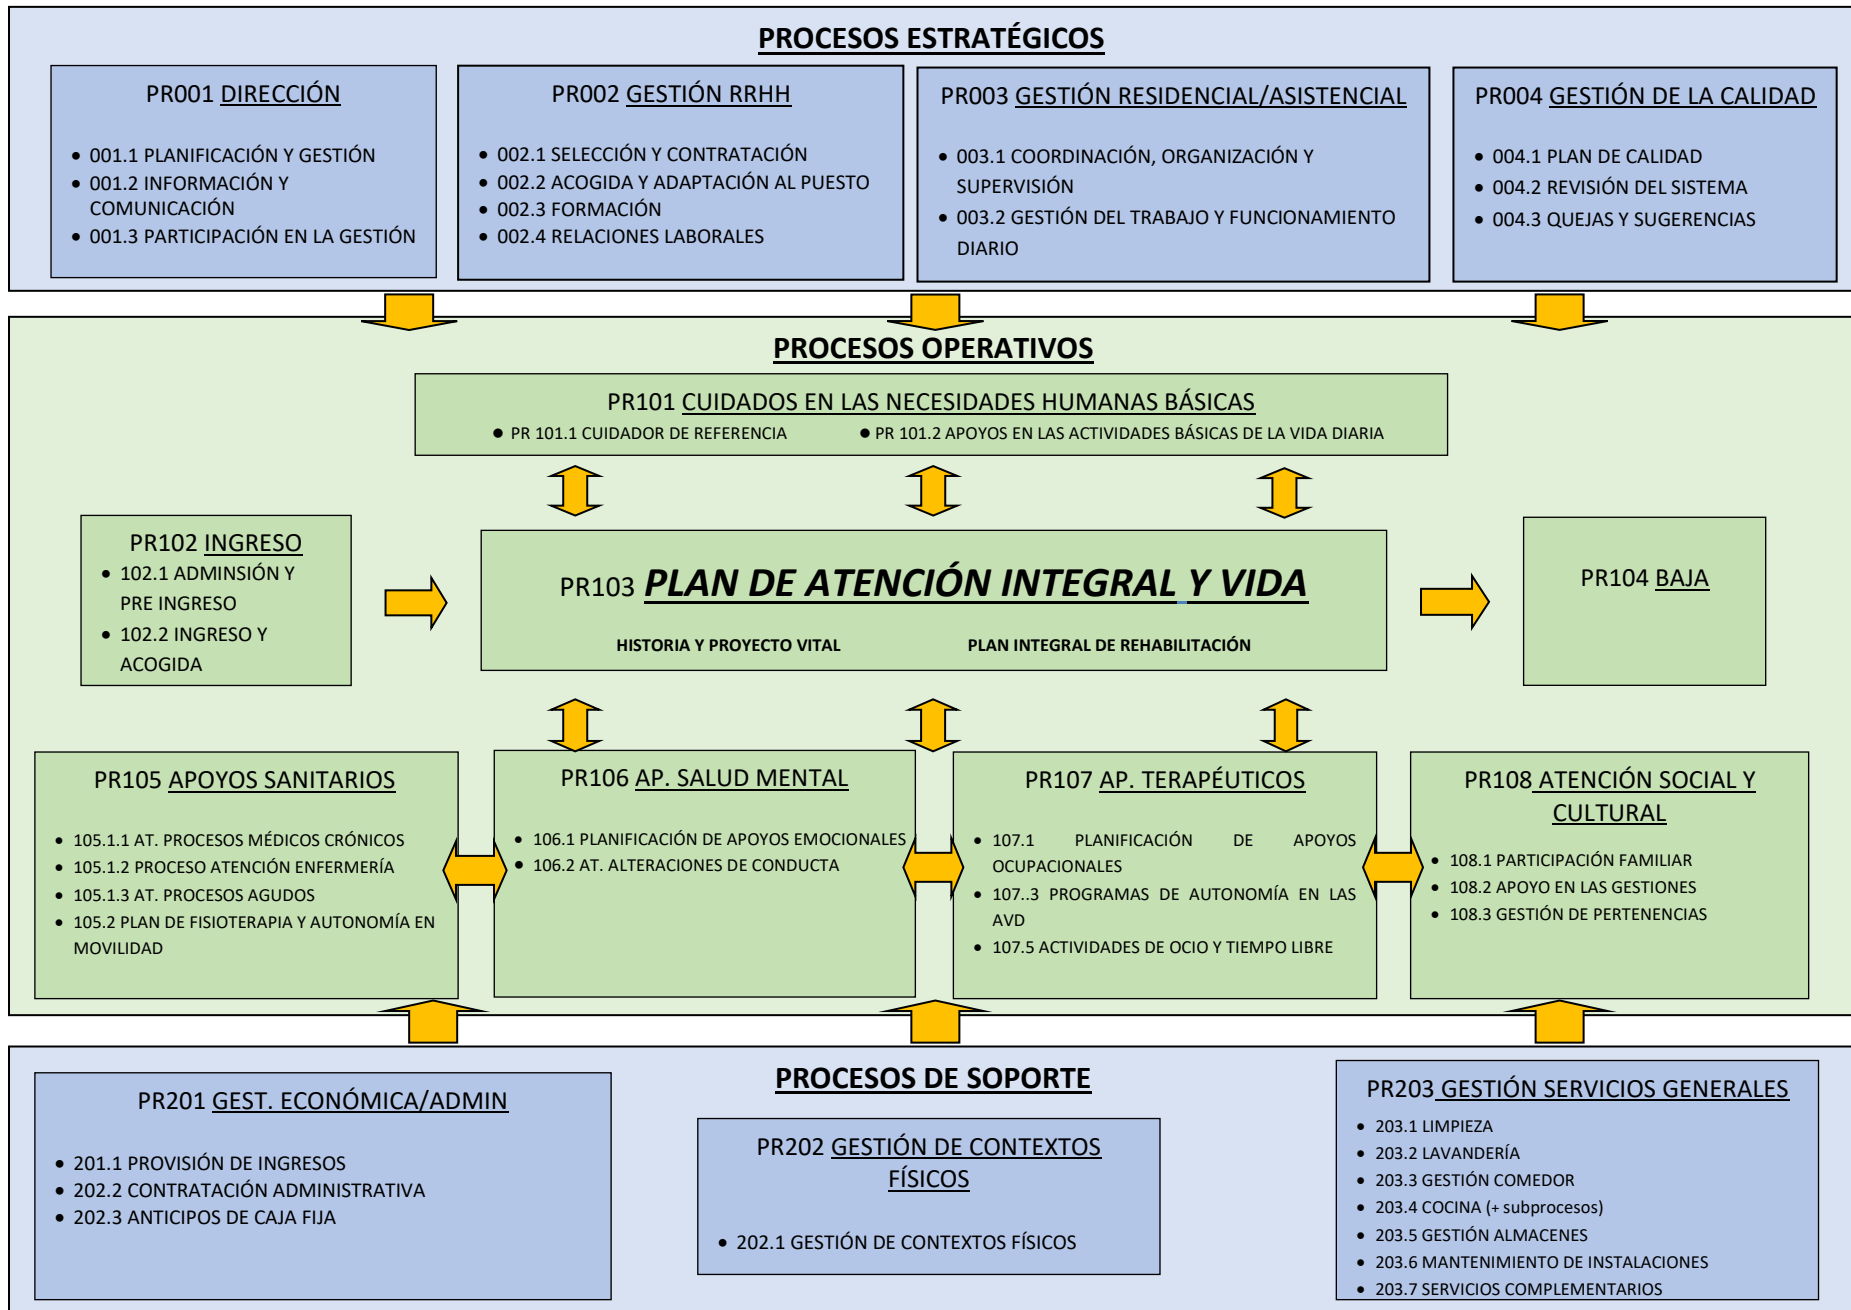 PROCESOS ESTRATÉGICOS
PR001 DIRECCIÓN
• 001.1 PLANIFICACIÓN Y GESTIÓN
• 001.2 INFORMACIÓN Y
COMUNICACIÓN
• 001.3 PARTICIPACIÓN EN LA GESTIÓN
PR002 GESTIÓN RRHH
• 002.1 SELECCIÓN Y CONTRATACIÓN
• 002.2 ACOGIDA Y ADAPTACIÓN AL PUESTO
• 002.3 FORMACIÓN
• 002.4 RELACIONES LABORALES
PR003 GESTIÓN RESIDENCIAL/ASISTENCIAL
• 003.1 COORDINACIÓN, ORGANIZACIÓN Y
SUPERVISIÓN
• 003.2 GESTIÓN DEL TRABAJO Y FUNCIONAMIENTO
DIARIO
PR004 GESTIÓN DE LA CALIDAD
• 004.1 PLAN DE CALIDAD
• 004.2 REVISIÓN DEL SISTEMA
• 004.3 QUEJAS Y SUGERENCIAS
PROCESOS OPERATIVOS
PR101 CUIDADOS EN LAS NECESIDADES HUMANAS BÁSICAS
• PR 101.1 CUIDADOR DE REFERENCIA
• PR 101.2 APOYOS EN LAS ACTIVIDADES BÁSICAS DE LA VIDA DIARIA
PR102 INGRESO
• 102.1 ADMINSIÓN Y
PRE INGRESO
• 102.2 INGRESO Y
ACOGIDA
PR103 PLAN DE ATENCIÓN INTEGRAL Y VIDA
HISTORIA Y PROYECTO VITAL
PLAN INTEGRAL DE REHABILITACIÓN
PR104 BAJA
PR105 APOYOS SANITARIOS
• 105.1.1 AT. PROCESOS MÉDICOS CRÓNICOS
• 105.1.2 PROCESO ATENCIÓN ENFERMERÍA
• 105.1.3 AT. PROCESOS AGUDOS
• 105.2 PLAN DE FISIOTERAPIA Y AUTONOMÍA EN
MOVILIDAD
PR106 AP. SALUD MENTAL
• 106.1 PLANIFICACIÓN DE APOYOS EMOCIONALES
• 106.2 AT. ALTERACIONES DE CONDUCTA
PR107 AP. TERAPÉUTICOS
• 107.1 PLANIFICACIÓN DE APOYOS
OCUPACIONALES
• 107..3 PROGRAMAS DE AUTONOMÍA EN LAS
AVD
• 107.5 ACTIVIDADES DE OCIO Y TIEMPO LIBRE
PR108 ATENCIÓN SOCIAL Y
CULTURAL
• 108.1 PARTICIPACIÓN FAMILIAR
• 108.2 APOYO EN LAS GESTIONES
• 108.3 GESTIÓN DE PERTENENCIAS
PROCESOS DE SOPORTE
PR201 GEST. ECONÓMICA/ADMIN
• 201.1 PROVISIÓN DE INGRESOS
• 202.2 CONTRATACIÓN ADMINISTRATIVA
• 202.3 ANTICIPOS DE CAJA FIJA
PR202 GESTIÓN DE CONTEXTOS
FÍSICOS
• 202.1 GESTIÓN DE CONTEXTOS FÍSICOS
PR203 GESTIÓN SERVICIOS GENERALES
• 203.1 LIMPIEZA
• 203.2 LAVANDERÍA
• 203.3 GESTIÓN COMEDOR
• 203.4 COCINA (+ subprocesos)
• 203.5 GESTIÓN ALMACENES
• 203.6 MANTENIMIENTO DE INSTALACIONES
• 203.7 SERVICIOS COMPLEMENTARIOS